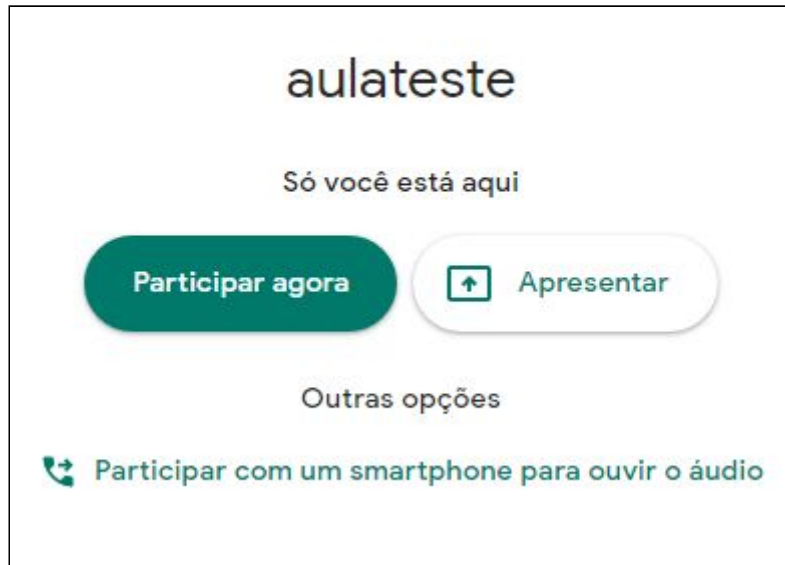 aulateste
Só você está aqui
Participar agora
Apresentar
Outras opções
Participar com um smartphone para ouvir o áudio